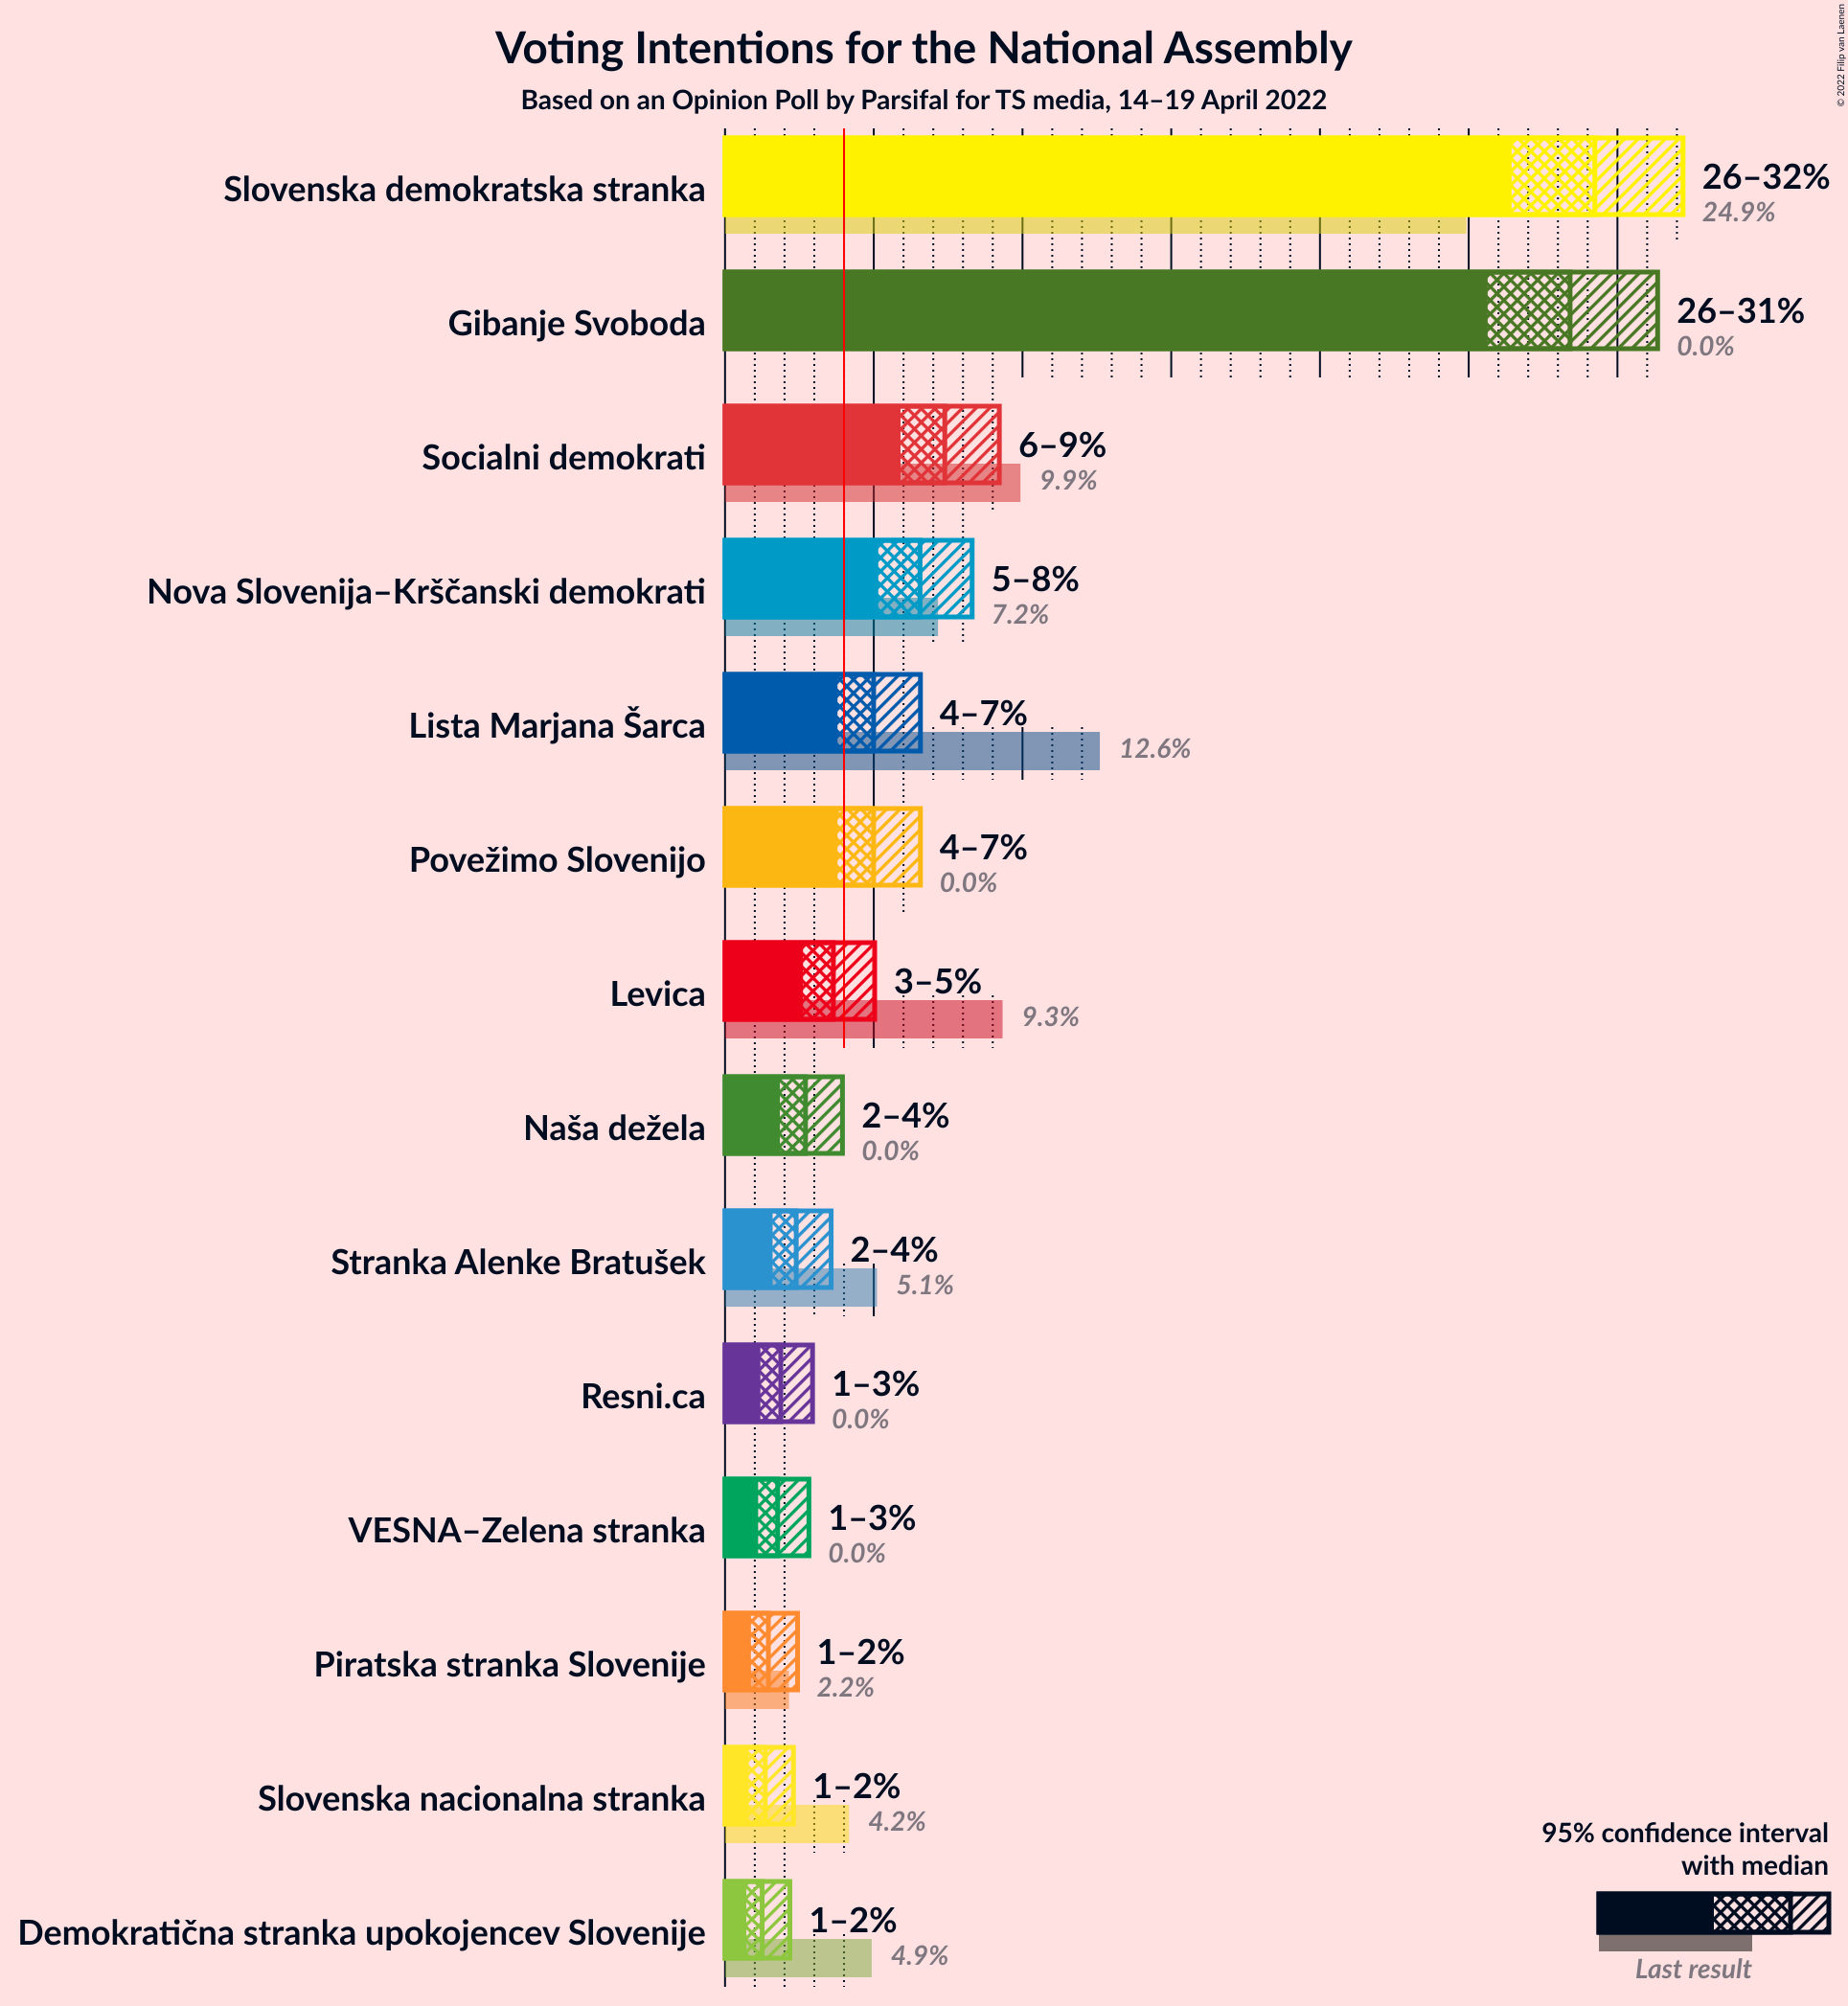 © 2022 Filip van Laenen
Voting Intentions for the National Assembly
Based on an Opinion Poll by Parsifal for TS media, 14–19 April 2022
Slovenska demokratska stranka
26–32%
24.9%
Gibanje Svoboda
26–31%
0.0%
Socialni demokrati
6–9%
9.9%
Nova Slovenija–Krščanski demokrati
5–8%
7.2%
Lista Marjana Šarca
4–7%
12.6%
Povežimo Slovenijo
4–7%
0.0%
Levica
3–5%
9.3%
Naša dežela
2–4%
0.0%
Stranka Alenke Bratušek
2–4%
5.1%
Resni.ca
1–3%
0.0%
VESNA–Zelena stranka
1–3%
0.0%
Piratska stranka Slovenije
1–2%
2.2%
Slovenska nacionalna stranka
1–2%
4.2%
Demokratična stranka upokojencev Slovenije
1–2%
4.9%
95% confidence interval
with median
Last result